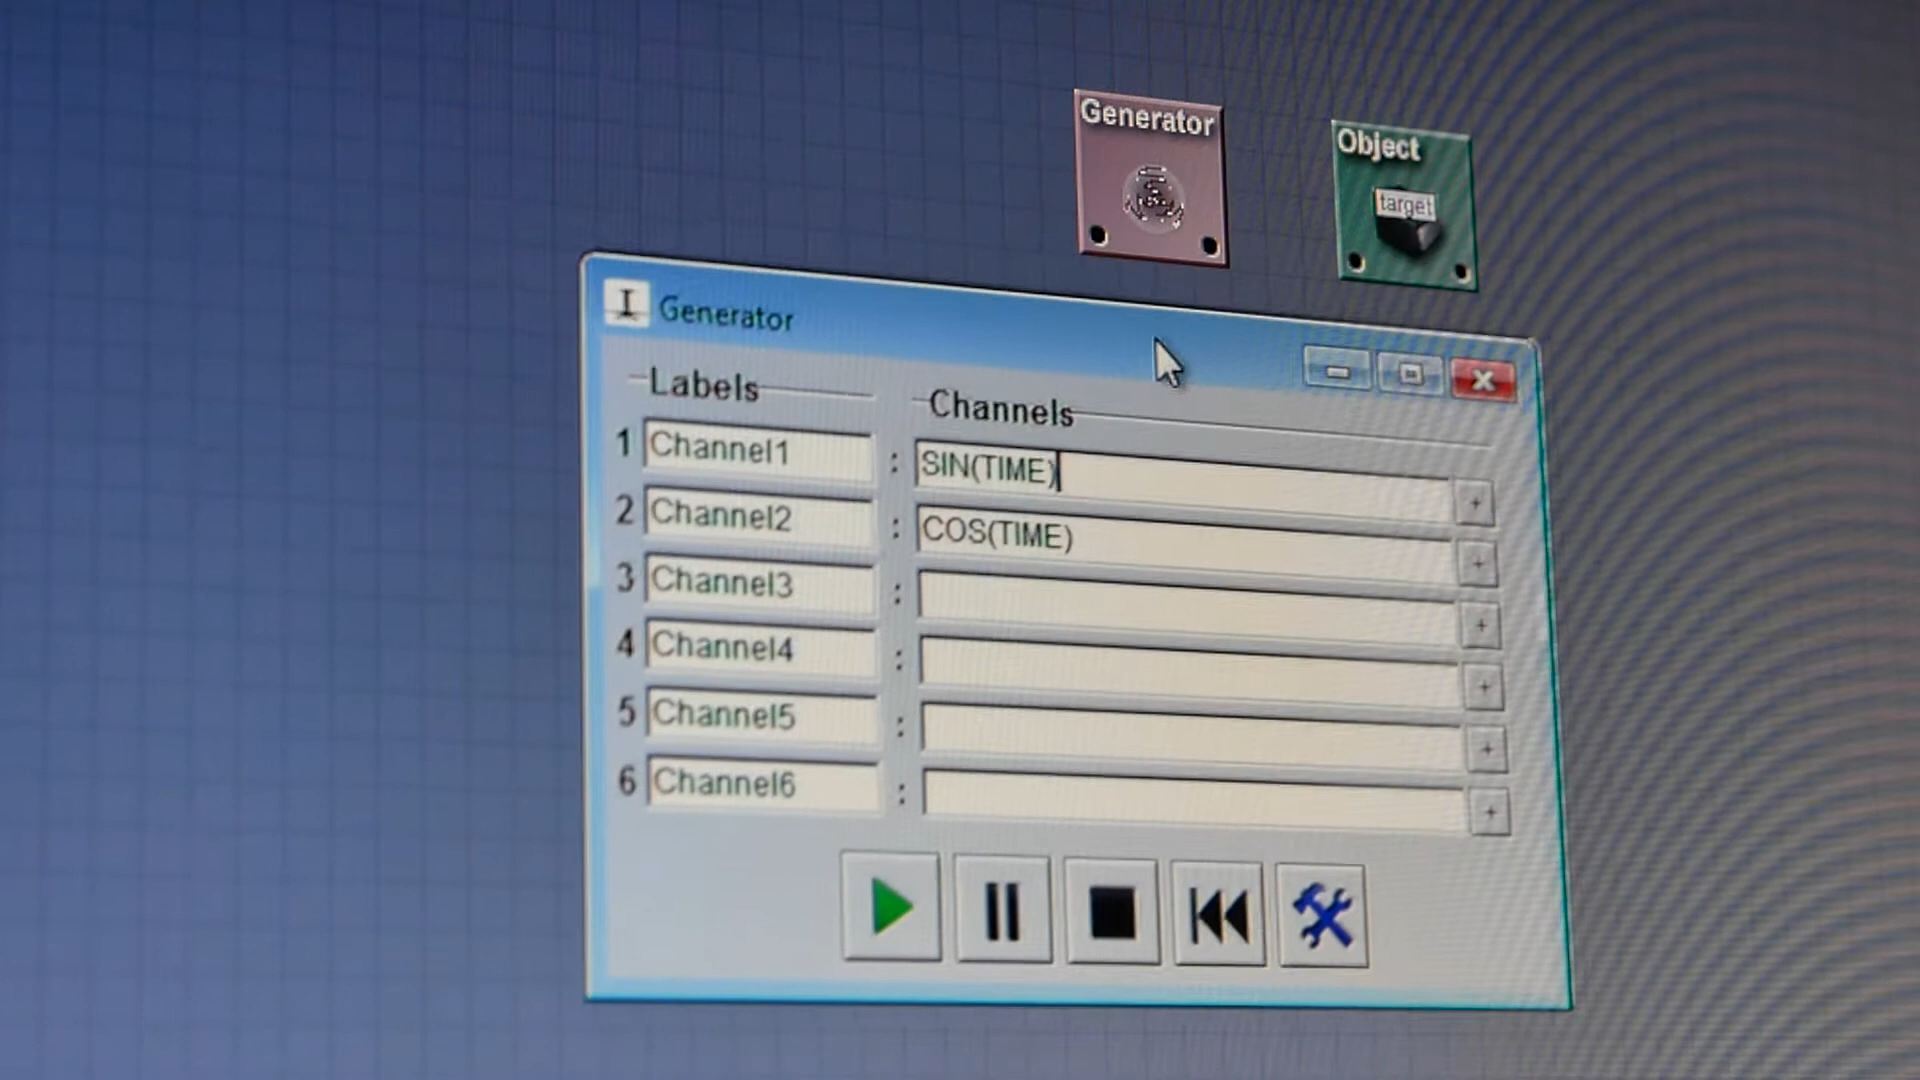 Generator
Object
target
Generator
Labels
Channels
1 Channel1 : SIN(TIME) +
2 Channel2 : COS(TIME) +
3 Channel3 : +
4 Channel4 : +
5 Channel5 : +
6 Channel6 : +